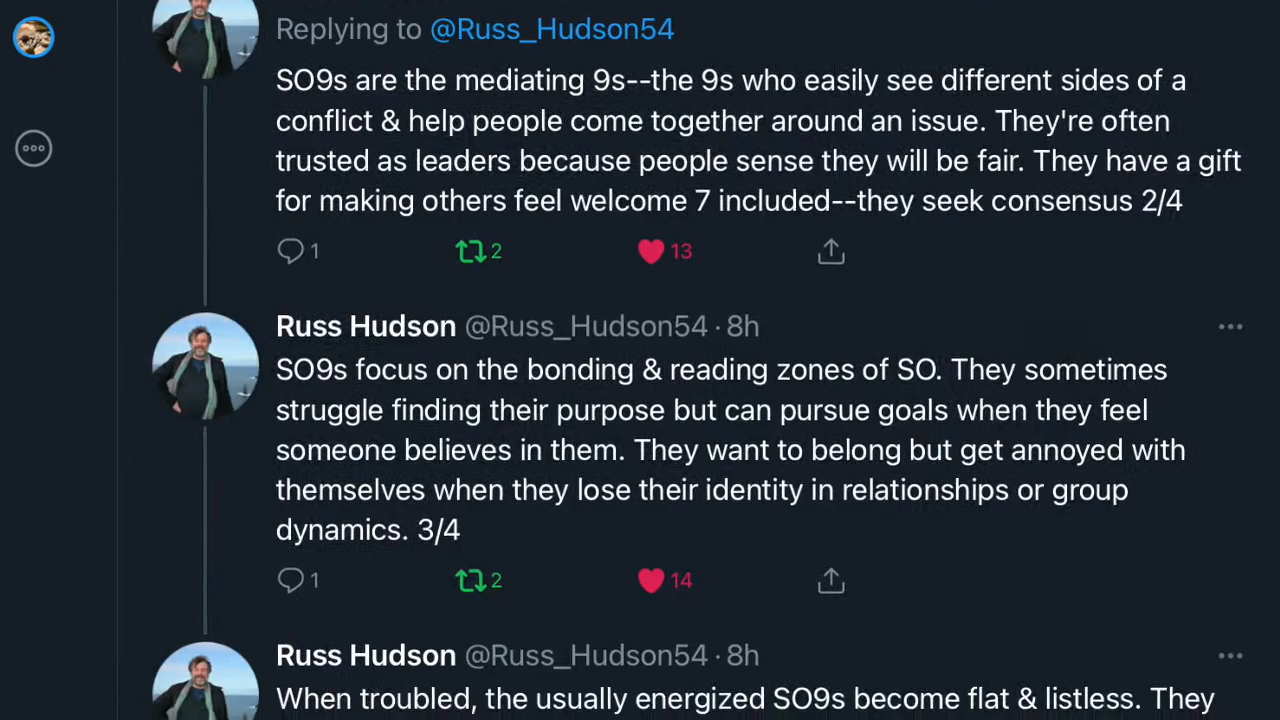 Replying to @Russ_Hudson54
SO9s are the mediating 9s--the 9s who easily see different sides of a
conflict & help people come together around an issue. They're often
trusted as leaders because people sense they will be fair. They have a gift
for making others feel welcome 7 included--they seek consensus 2/4
1 2 13
Russ Hudson @Russ_Hudson54 · 8h
SO9s focus on the bonding & reading zones of SO. They sometimes
struggle finding their purpose but can pursue goals when they feel
someone believes in them. They want to belong but get annoyed with
themselves when they lose their identity in relationships or group
dynamics. 3/4
1 2 14
Russ Hudson @Russ_Hudson54 · 8h
When troubled, the usually energized SO9s become flat & listless. They